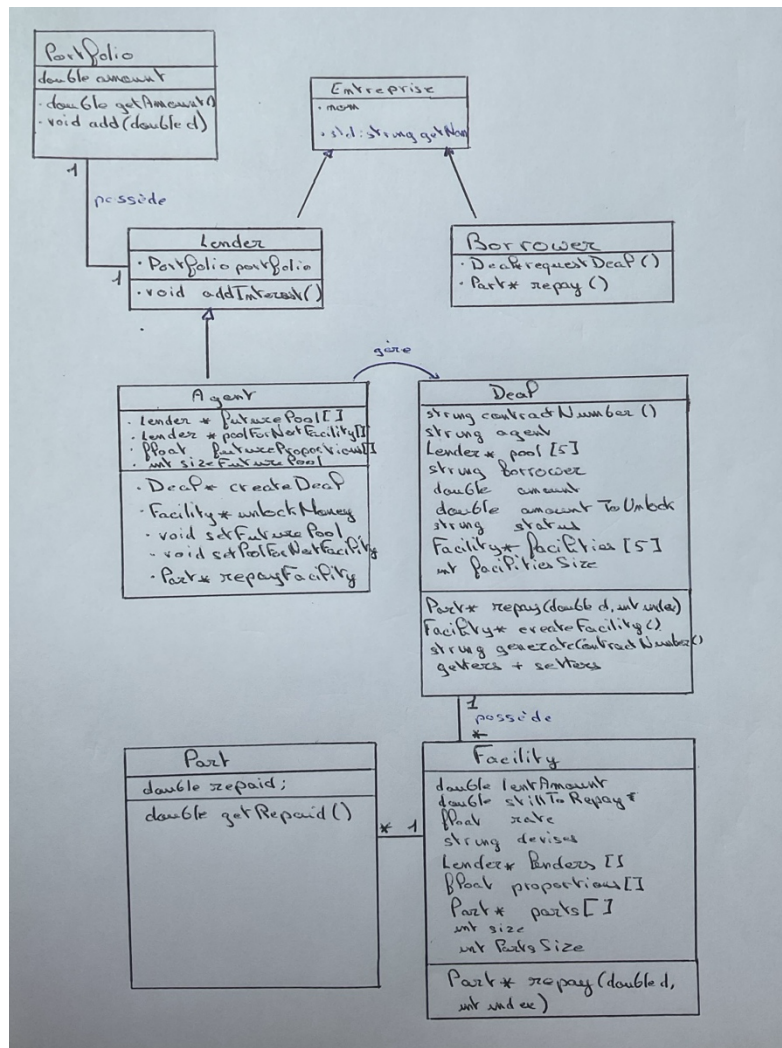 Portfolio
double amount
· double getAmount()
· void add(double d)
1
possède
1
Entreprise
· nom
· std::string getNom
Lender
· Portfolio portfolio
· void addInterest()
Borrower
· Deal* requestDeal()
· Part* repay()
gère
Agent
· Lender * futurePool[]
· Lender * poolForNextFacility[]
· float futureProportions[]
· int sizeFuturePool
· Deal* createDeal
· Facility* unlockMoney
· void setFuturePool
· void setPoolForNextFacility
· Part* repayFacility
Deal
string contractNumber()
string agent
Lender* pool [5]
string borrower
double amount
double amountToUnlock
string status
Facility* facilities [5]
int facilitiesSize
Part* repay(double d, int index)
Facility* createFacility()
string generateContractNumber()
getters + setters
1
possède
*
Part
double repaid;
double getRepaid()
* 1
Facility
double lentAmount
double stillToRepay
float rate
string devises
Lender* lenders []
float proportions[]
Part* parts[]
int size
int PartsSize
Part* repay(double d,
int index)